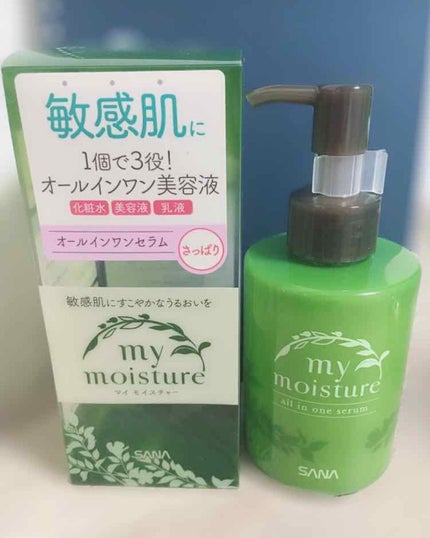 敏感肌に
1個で3役!
オールインワン美容液
化粧水 美容液 乳液
オールインワンセラム
さっぱり
敏感肌にすこやかなうるおいを
my
moisture
マイ モイスチャー
SANA
my
moisture
all in one serum
SANA